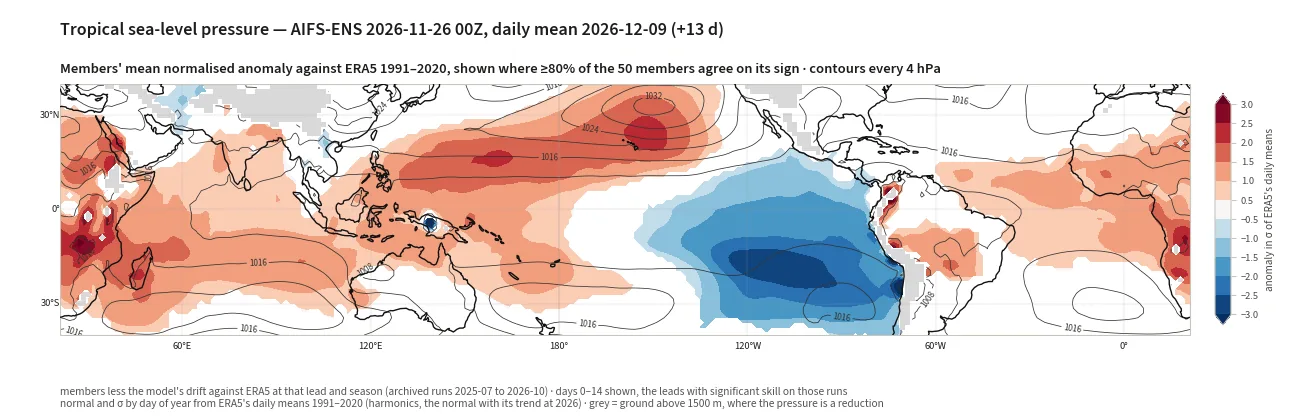 Tropical sea-level pressure — AIFS-ENS 2026-11-26 00Z, daily mean 2026-12-09 (+13 d)
Members' mean normalised anomaly against ERA5 1991–2020, shown where ≥80% of the 50 members agree on its sign · contours every 4 hPa
30°N
0°
30°S
60°E
120°E
180°
120°W
60°W
0°
1016
1016
1016
1016
1016
1008
1024
1016
1024
1032
1016
1016
1016
1008
1016
1016
1016
3.0
2.5
2.0
1.5
1.0
0.5
−0.5
−1.0
−1.5
−2.0
−2.5
−3.0
anomaly in σ of ERA5's daily means
members less the model's drift against ERA5 at that lead and season (archived runs 2025-07 to 2026-10) · days 0–14 shown, the leads with significant skill on those runs
normal and σ by day of year from ERA5's daily means 1991–2020 (harmonics, the normal with its trend at 2026) · grey = ground above 1500 m, where the pressure is a reduction